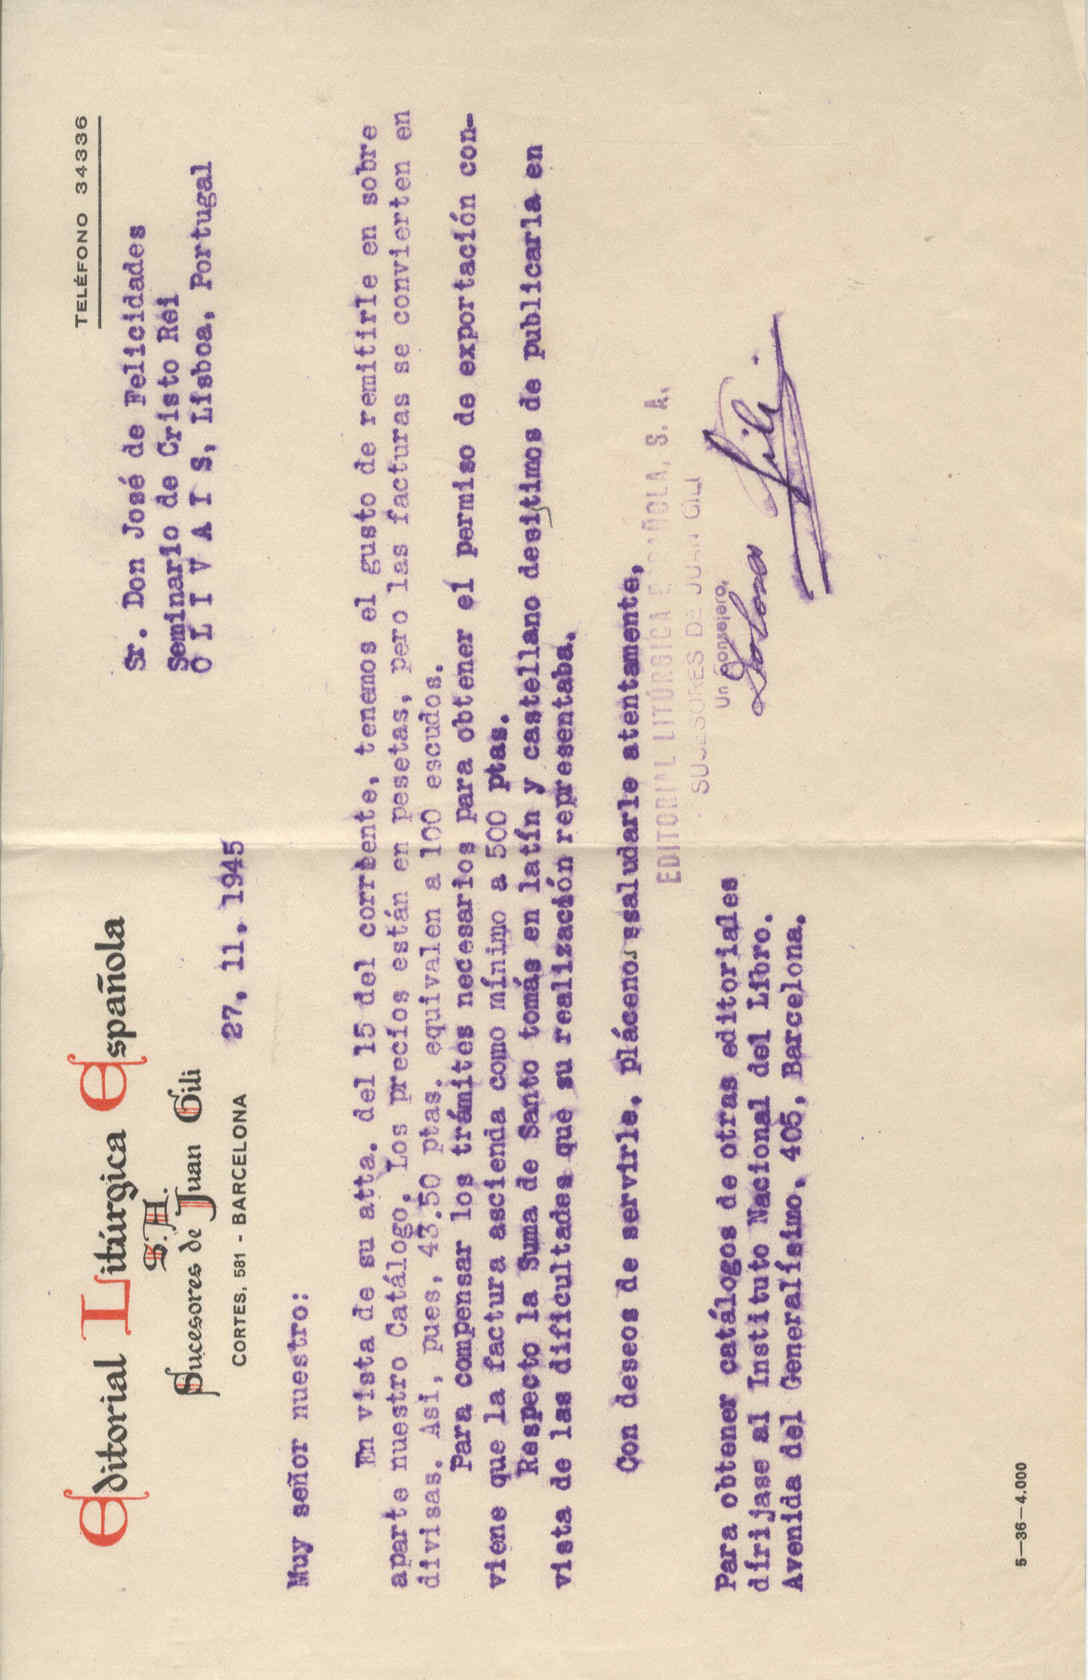 Editorial Litúrgica Española
S.A.
Sucesores de Juan Gili
CORTES, 581 - BARCELONA
TELÉFONO 34336
27, 11, 1945
Sr. Don José de Felicidades
Seminario de Cristo Rei
O L I V A I S, Lisboa, Portugal
Muy señor nuestro:
En vista de su atta. del 15 del corriente, tenemos el gusto de remitirle en sobre
aparte nuestro Catálogo. Los precios están en pesetas, pero las facturas se convierten en
divisas. Asi, pues, 43.50 ptas. equivalen a 100 escudos.
Para compensar los trámites necesarios para obtener el permiso de exportación con-
viene que la factura ascienda como mínimo a 500 ptas.
Respecto la Suma de Santo tomás en latín y castellano desitimos de publicarla en
vista de las dificultades que su realización representaba.
Con deseos de servirle, plácenos saludarle atentamente,
EDITORIAL LITÚRGICA ESPAÑOLA, S. A.
SUCESORES DE JUAN GILI
Un Consejero,
Gili
Para obtener catálogos de otras editoriales
dirijase al Instituto Nacional del Libro.
Avenida del Generalísimo, 405, Barcelona.
5—36—4.000